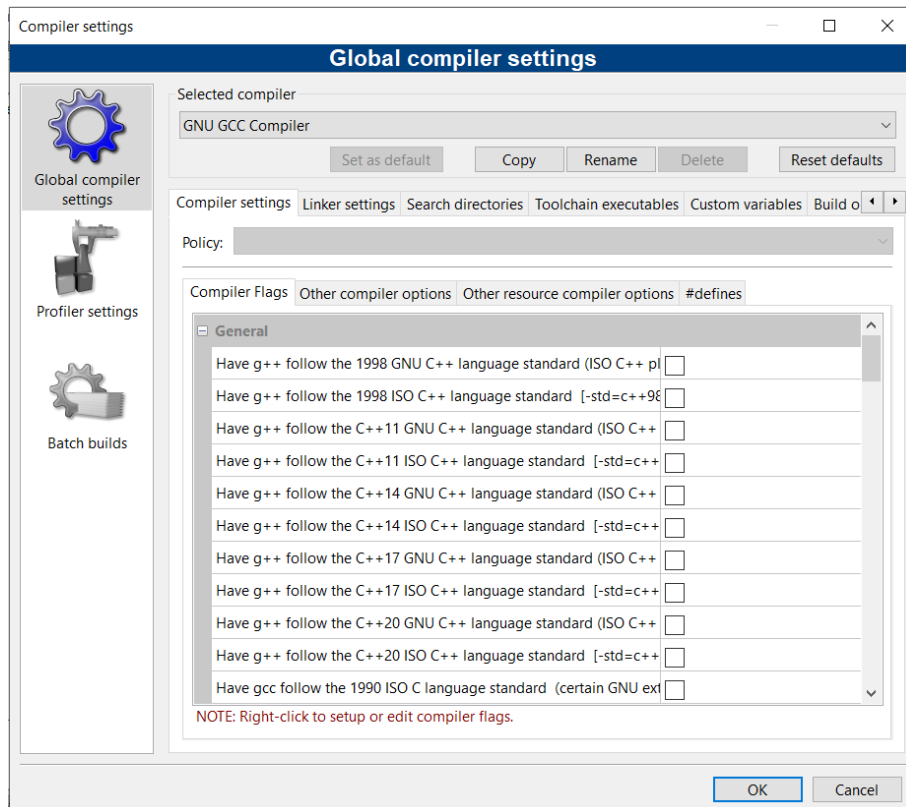 Compiler settings
Global compiler settings
Global compiler
settings
Profiler settings
Batch builds
Selected compiler
GNU GCC Compiler
Set as default Copy Rename Delete Reset defaults
Compiler settings Linker settings Search directories Toolchain executables Custom variables Build o
Policy:
Compiler Flags Other compiler options Other resource compiler options #defines
General
Have g++ follow the 1998 GNU C++ language standard (ISO C++ pl
Have g++ follow the 1998 ISO C++ language standard [-std=c++98
Have g++ follow the C++11 GNU C++ language standard (ISO C++
Have g++ follow the C++11 ISO C++ language standard [-std=c++
Have g++ follow the C++14 GNU C++ language standard (ISO C++
Have g++ follow the C++14 ISO C++ language standard [-std=c++
Have g++ follow the C++17 GNU C++ language standard (ISO C++
Have g++ follow the C++17 ISO C++ language standard [-std=c++
Have g++ follow the C++20 GNU C++ language standard (ISO C++
Have g++ follow the C++20 ISO C++ language standard [-std=c++
Have gcc follow the 1990 ISO C language standard (certain GNU ext
NOTE: Right-click to setup or edit compiler flags.
OK Cancel